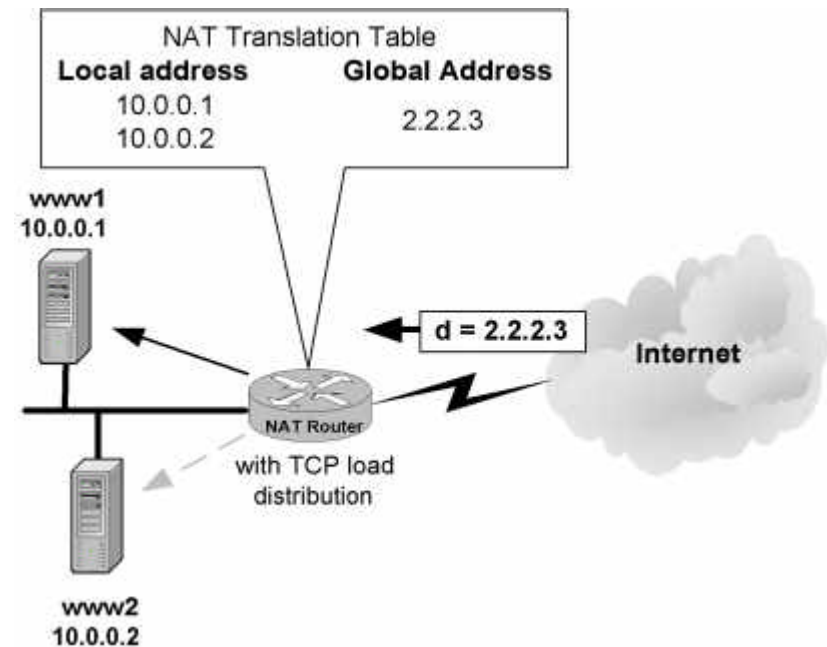 NAT Translation Table
Local address Global Address
10.0.0.1
10.0.0.2
2.2.2.3
www1
10.0.0.1
d = 2.2.2.3
Internet
NAT Router
with TCP load
distribution
www2
10.0.0.2